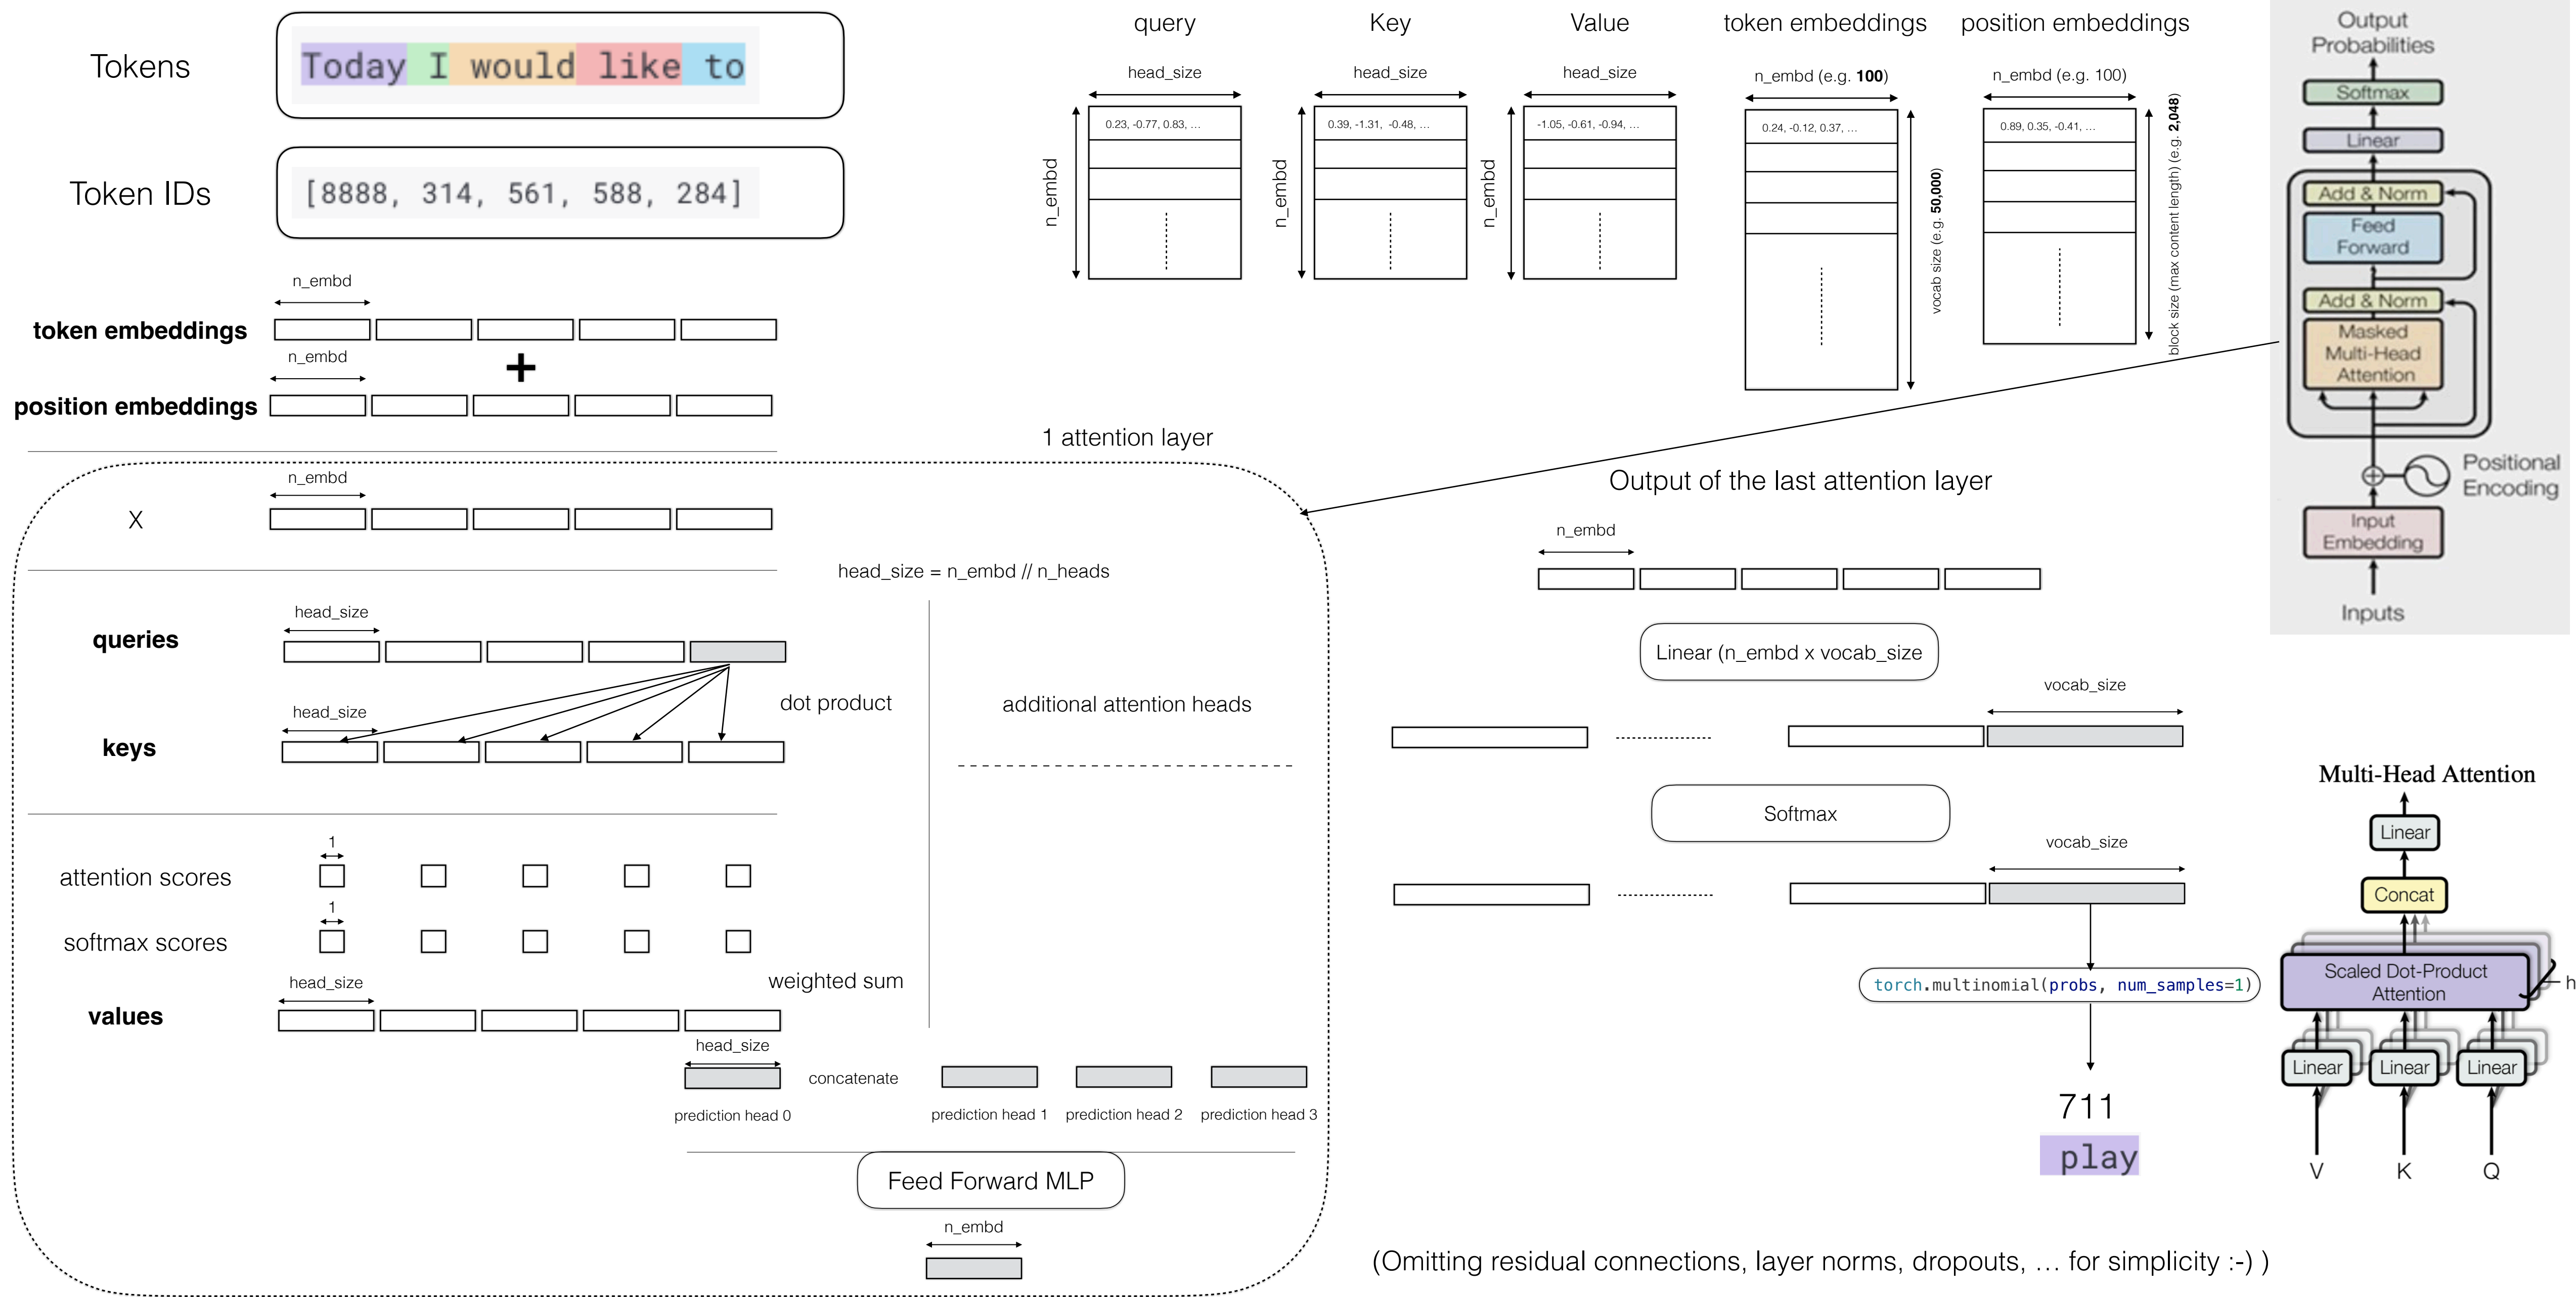 Tokens
Today I would like to
Token IDs
[8888, 314, 561, 588, 284]
n_embd
token embeddings
n_embd
+
position embeddings
query
Key
Value
token embeddings
position embeddings
head_size
head_size
head_size
n_embd (e.g. 100)
n_embd (e.g. 100)
n_embd
0.23, -0.77, 0.83, …
n_embd
0.39, -1.31, -0.48, …
n_embd
-1.05, -0.61, -0.94, …
0.24, -0.12, 0.37, …
vocab size (e.g. 50,000)
0.89, 0.35, -0.41, …
block size (max content length) (e.g. 2,048)
Output
Probabilities
Softmax
Linear
Add & Norm
Feed
Forward
Add & Norm
Masked
Multi-Head
Attention
Positional
Encoding
Input
Embedding
Inputs
1 attention layer
n_embd
X
head_size = n_embd // n_heads
head_size
queries
dot product
head_size
keys
additional attention heads
1
attention scores
1
softmax scores
weighted sum
head_size
values
head_size
concatenate
prediction head 0
prediction head 1
prediction head 2
prediction head 3
Feed Forward MLP
n_embd
Output of the last attention layer
n_embd
Linear (n_embd x vocab_size
vocab_size
Softmax
vocab_size
torch.multinomial(probs, num_samples=1)
711
play
(Omitting residual connections, layer norms, dropouts, … for simplicity :-) )
Multi-Head Attention
Linear
Concat
Scaled Dot-Product
Attention
h
Linear
Linear
Linear
V
K
Q